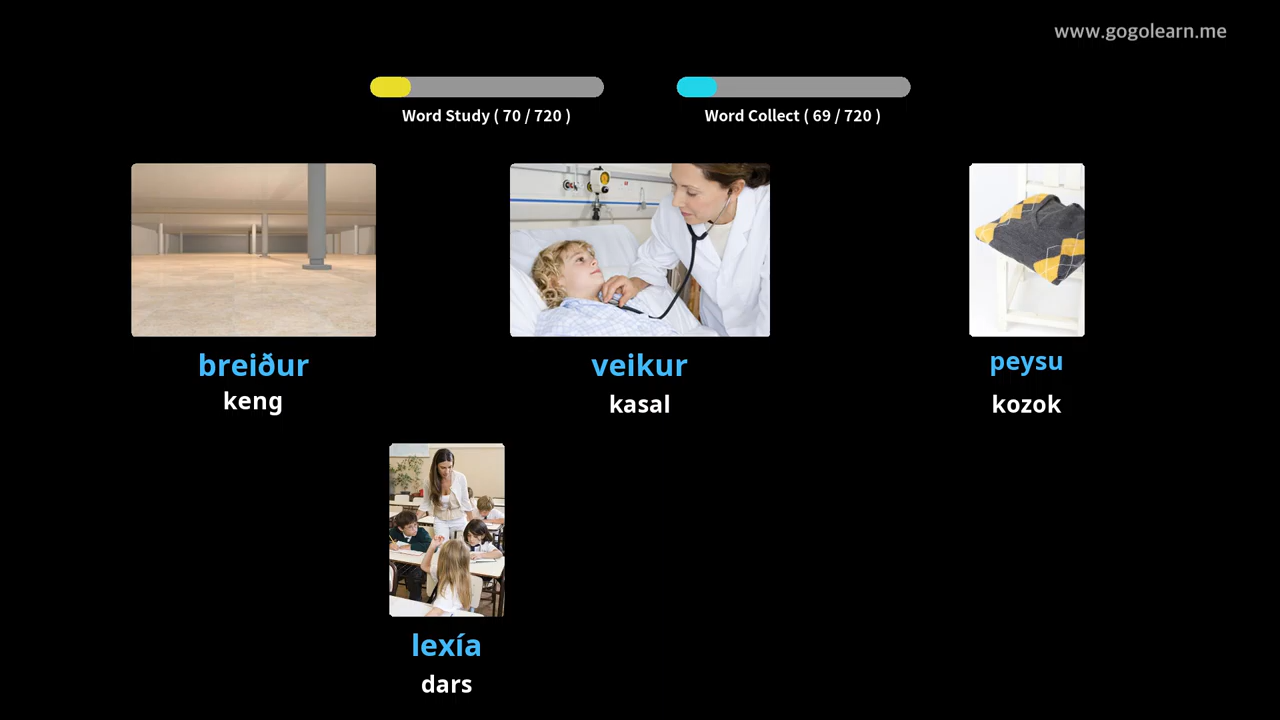 www.gogolearn.me
Word Study ( 70 / 720 )
Word Collect ( 69 / 720 )
breiður
keng
veikur
kasal
peysu
kozok
lexía
dars